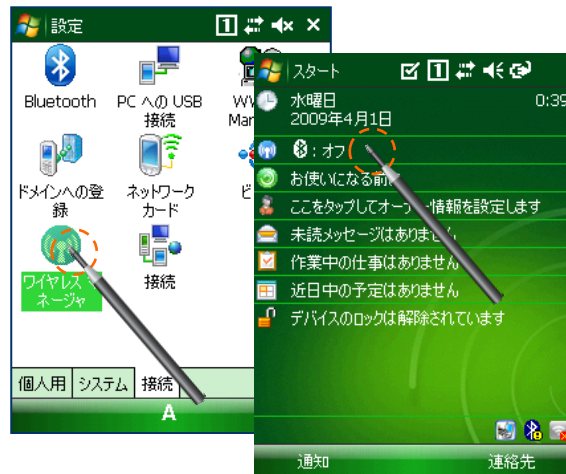 設定
1
Bluetooth
PC への USB
接続
ドメインへの登
録
ネットワーク
カード
ワイヤレス マ
ネージャ
接続
個人用
システム
接続
A
スタート
1
水曜日
2009年4月1日
0:39
: オフ
お使いになる前に
ここをタップしてオーナー情報を設定します
未読メッセージはありません
作業中の仕事はありません
近日中の予定はありません
デバイスのロックは解除されています
通知
連絡先